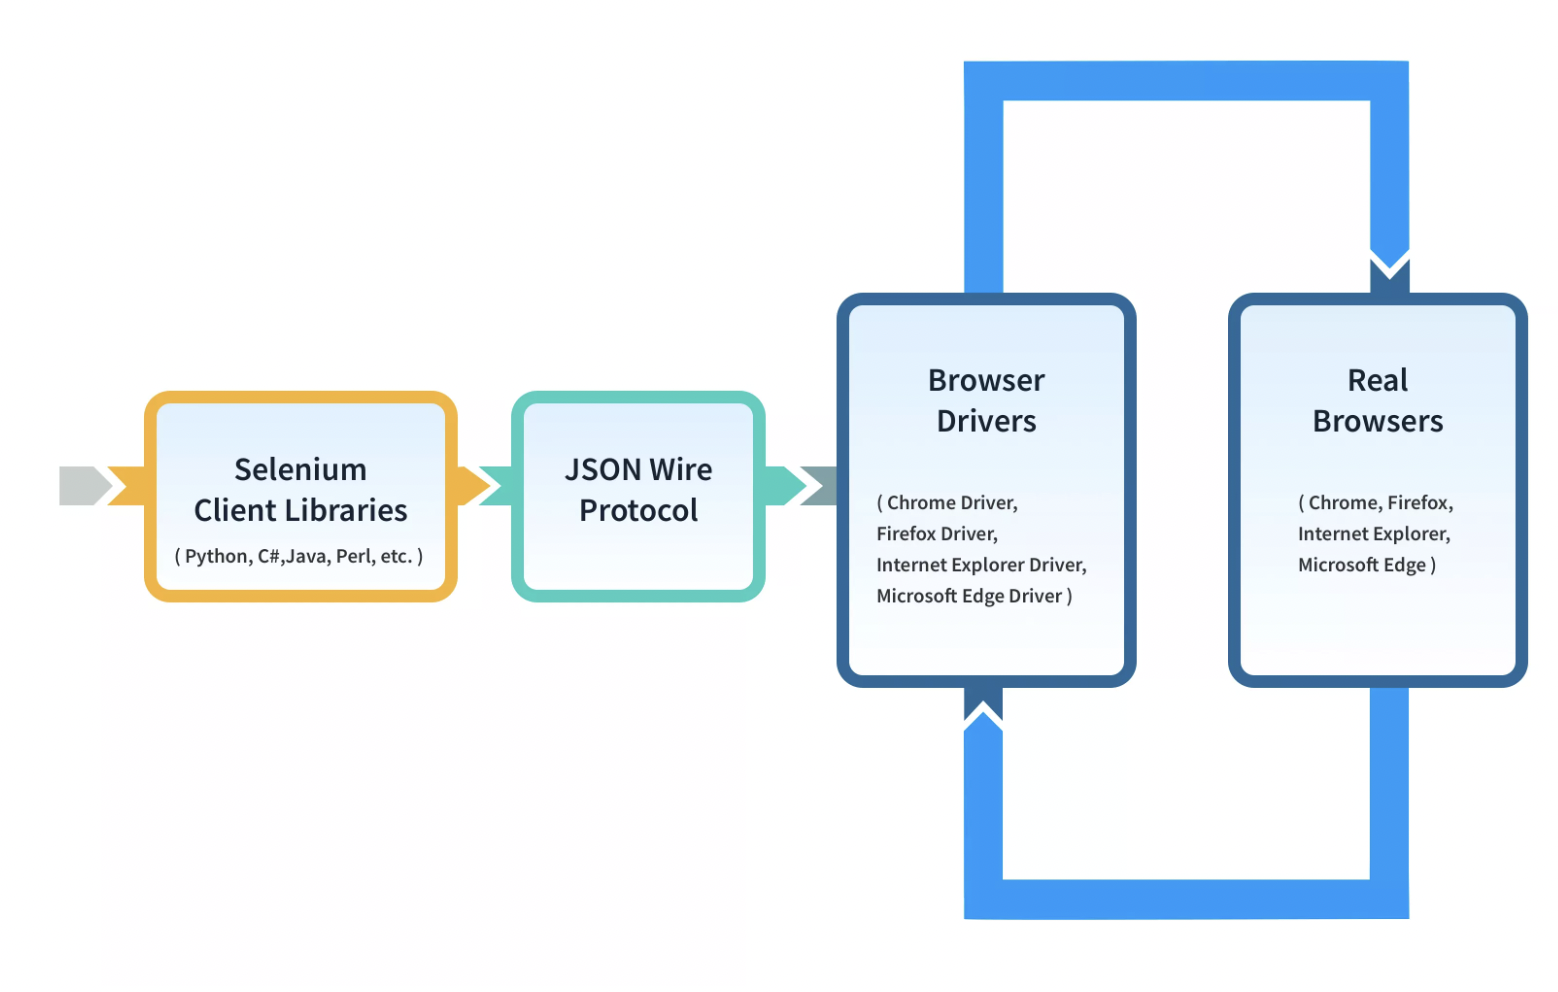 Selenium
Client Libraries
( Python, C#,Java, Perl, etc. )
JSON Wire
Protocol
Browser
Drivers
( Chrome Driver,
Firefox Driver,
Internet Explorer Driver,
Microsoft Edge Driver )
Real
Browsers
( Chrome, Firefox,
Internet Explorer,
Microsoft Edge )